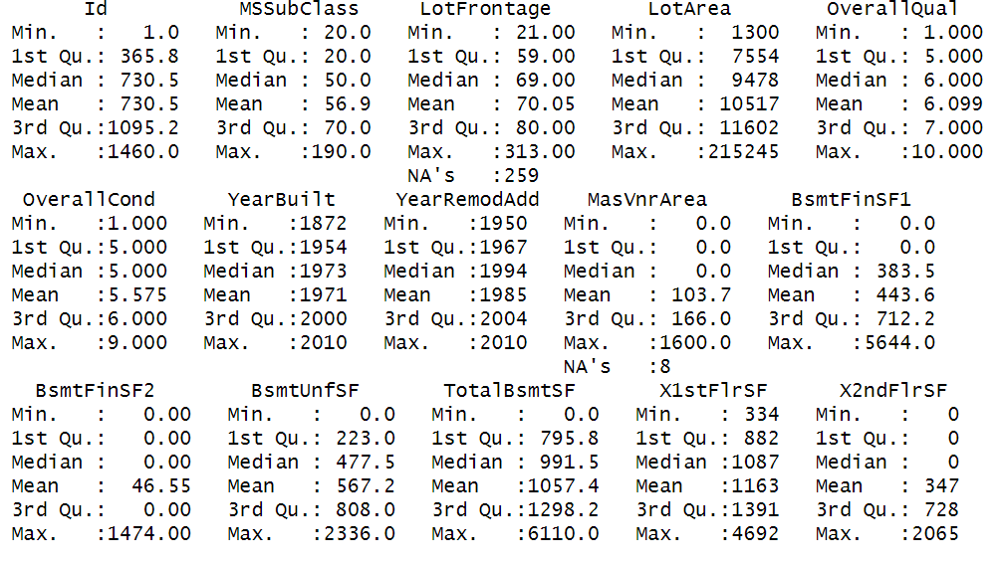 Id          MSSubClass     LotFrontage        LotArea        OverallQual
Min.   :   1.0   Min.   : 20.0   Min.   : 21.00   Min.   :  1300   Min.   : 1.000
1st Qu.: 365.8   1st Qu.: 20.0   1st Qu.: 59.00   1st Qu.:  7554   1st Qu.: 5.000
Median : 730.5   Median : 50.0   Median : 69.00   Median :  9478   Median : 6.000
Mean   : 730.5   Mean   : 56.9   Mean   : 70.05   Mean   : 10517   Mean   : 6.099
3rd Qu.:1095.2   3rd Qu.: 70.0   3rd Qu.: 80.00   3rd Qu.: 11602   3rd Qu.: 7.000
Max.   :1460.0   Max.   :190.0   Max.   :313.00   Max.   :215245   Max.   :10.000
NA's   :259
 OverallCond      YearBuilt     YearRemodAdd    MasVnrArea       BsmtFinSF1
Min.   :1.000   Min.   :1872   Min.   :1950   Min.   :   0.0   Min.   :   0.0
1st Qu.:5.000   1st Qu.:1954   1st Qu.:1967   1st Qu.:   0.0   1st Qu.:   0.0
Median :5.000   Median :1973   Median :1994   Median :   0.0   Median : 383.5
Mean   :5.575   Mean   :1971   Mean   :1985   Mean   : 103.7   Mean   : 443.6
3rd Qu.:6.000   3rd Qu.:2000   3rd Qu.:2004   3rd Qu.: 166.0   3rd Qu.: 712.2
Max.   :9.000   Max.   :2010   Max.   :2010   Max.   :1600.0   Max.   :5644.0
NA's   :8
  BsmtFinSF2        BsmtUnfSF       TotalBsmtSF       X1stFlrSF      X2ndFlrSF
Min.   :   0.00   Min.   :   0.0   Min.   :   0.0   Min.   : 334   Min.   :   0
1st Qu.:   0.00   1st Qu.: 223.0   1st Qu.: 795.8   1st Qu.: 882   1st Qu.:   0
Median :   0.00   Median : 477.5   Median : 991.5   Median :1087   Median :   0
Mean   :  46.55   Mean   : 567.2   Mean   :1057.4   Mean   :1163   Mean   : 347
3rd Qu.:   0.00   3rd Qu.: 808.0   3rd Qu.:1298.2   3rd Qu.:1391   3rd Qu.: 728
Max.   :1474.00   Max.   :2336.0   Max.   :6110.0   Max.   :4692   Max.   :2065